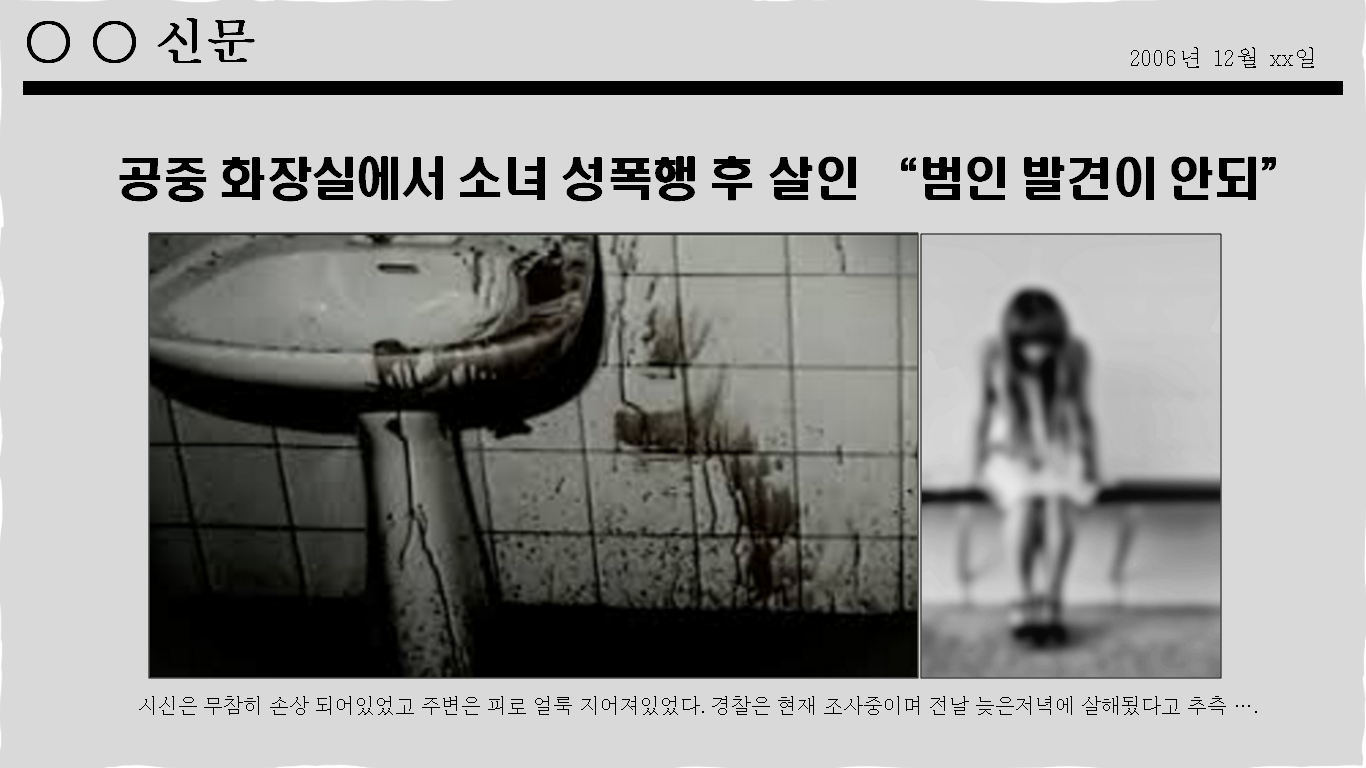 ○ ○ 신문
2006년 12월 xx일
공중 화장실에서 소녀 성폭행 후 살인 “범인 발견이 안되”
시신은 무참히 손상 되어있었고 주변은 피로 얼룩 지어져있었다. 경찰은 현재 조사중이며 전날 늦은저녁에 살해됬다고 추측 ….